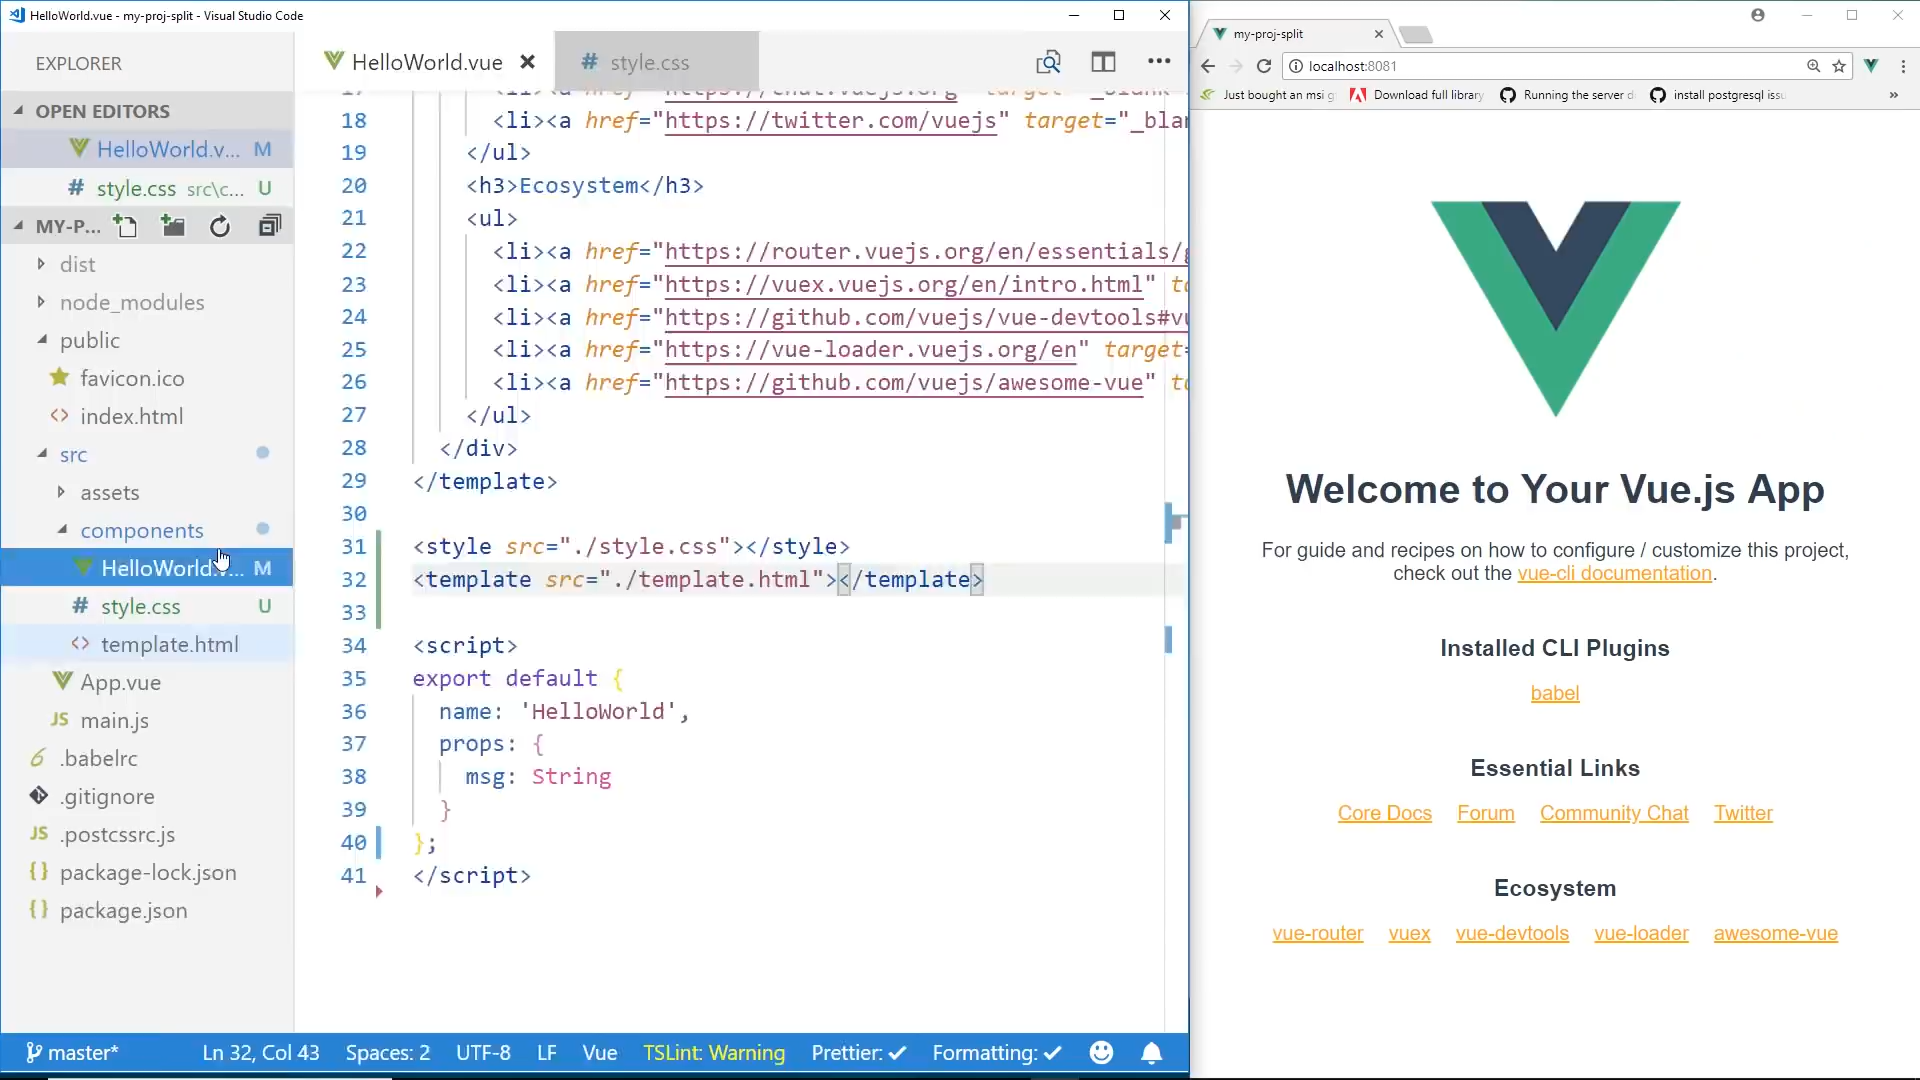 HelloWorld.vue - my-proj-split - Visual Studio Code
EXPLORER
OPEN EDITORS
HelloWorld.v... M
# style.css src\c... U
MY-P...
dist
node_modules
public
favicon.ico
<> index.html
src
assets
components
HelloWorld.v... M
# style.css U
<> template.html
App.vue
JS main.js
6 .babelrc
.gitignore
JS .postcssrc.js
{} package-lock.json
{} package.json
HelloWorld.vue
# style.css
18 <li><a href="https://twitter.com/vuejs" target="_blan
19 </ul>
20 <h3>Ecosystem</h3>
21 <ul>
22 <li><a href="https://router.vuejs.org/en/essentials/g
23 <li><a href="https://vuex.vuejs.org/en/intro.html" ta
24 <li><a href="https://github.com/vuejs/vue-devtools#vu
25 <li><a href="https://vue-loader.vuejs.org/en" target=
26 <li><a href="https://github.com/vuejs/awesome-vue" ta
27 </ul>
28 </div>
29 </template>
30
31 <style src="./style.css"></style>
32 <template src="./template.html"></template>
33
34 <script>
35 export default {
36 name: 'HelloWorld',
37 props: {
38 msg: String
39 }
40 };
41 </script>
master* Ln 32, Col 43 Spaces: 2 UTF-8 LF Vue TSLint: Warning Prettier: ✓ Formatting: ✓
my-proj-split
localhost:8081
Just bought an msi g
Download full library
Running the server d
install postgresql issu
»
Welcome to Your Vue.js App
For guide and recipes on how to configure / customize this project,
check out the vue-cli documentation.
Installed CLI Plugins
babel
Essential Links
Core Docs Forum Community Chat Twitter
Ecosystem
vue-router vuex vue-devtools vue-loader awesome-vue